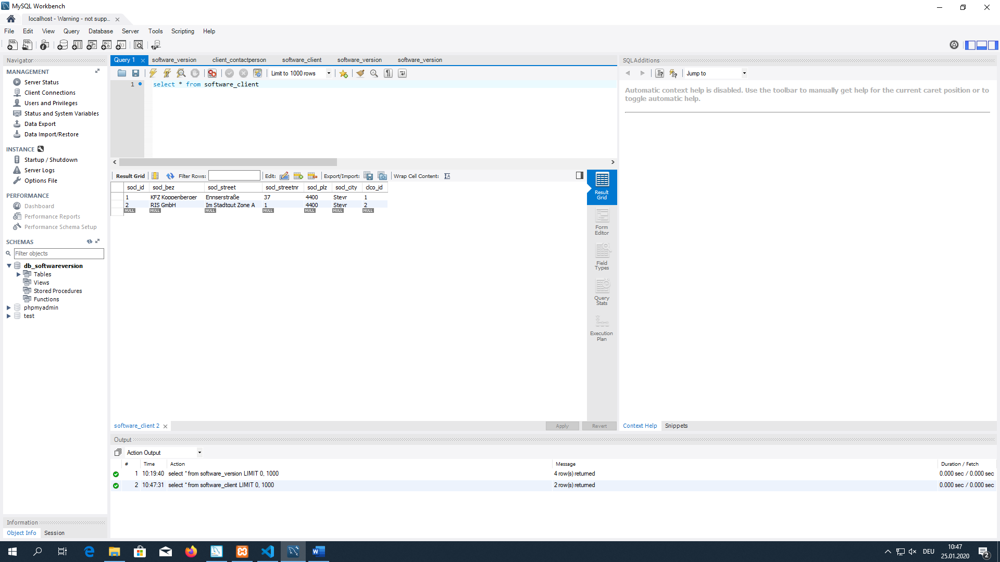 MySQL Workbench
localhost - Warning - not supp...
File Edit View Query Database Server Tools Scripting Help
Navigator
MANAGEMENT
Server Status
Client Connections
Users and Privileges
Status and System Variables
Data Export
Data Import/Restore
INSTANCE
Startup / Shutdown
Server Logs
Options File
PERFORMANCE
Dashboard
Performance Reports
Performance Schema Setup
SCHEMAS
Filter objects
db_softwareversion
Tables
Views
Stored Procedures
Functions
phpmyadmin
test
Information
Object Info Session
Query 1 software_version client_contactperson software_client software_version software_version
Limit to 1000 rows
1 select * from software_client
Result Grid Filter Rows: Edit: Export/Import: Wrap Cell Content:
socl_id socl_bez socl_street socl_streetnr socl_plz socl_city clco_id
1 KFZ Koppenberger Ennserstraße 37 4400 Steyr 1
2 RIS GmbH Im Stadtgut Zone A 1 4400 Steyr 2
NULL NULL NULL NULL NULL NULL NULL
Result
Grid
Form
Editor
Field
Types
Query
Stats
Execution
Plan
software_client 2 Apply Revert
SQLAdditions
Jump to
Automatic context help is disabled. Use the toolbar to manually get help for the current caret position or to
toggle automatic help.
Context Help Snippets
Output
Action Output
# Time Action Message Duration / Fetch
1 10:19:40 select * from software_version LIMIT 0, 1000 4 row(s) returned 0.000 sec / 0.000 sec
2 10:47:31 select * from software_client LIMIT 0, 1000 2 row(s) returned 0.000 sec / 0.000 sec
DEU
10:47
25.01.2020
2